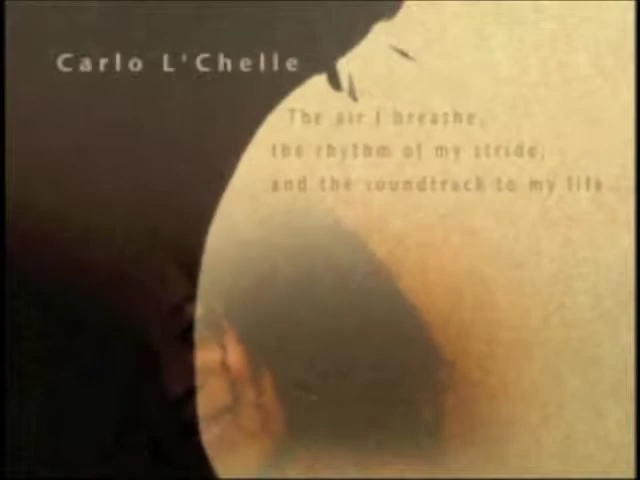 Carlo L'Chelle
The air I breathe,
the rhythm of my stride,
and the soundtrack to my life...